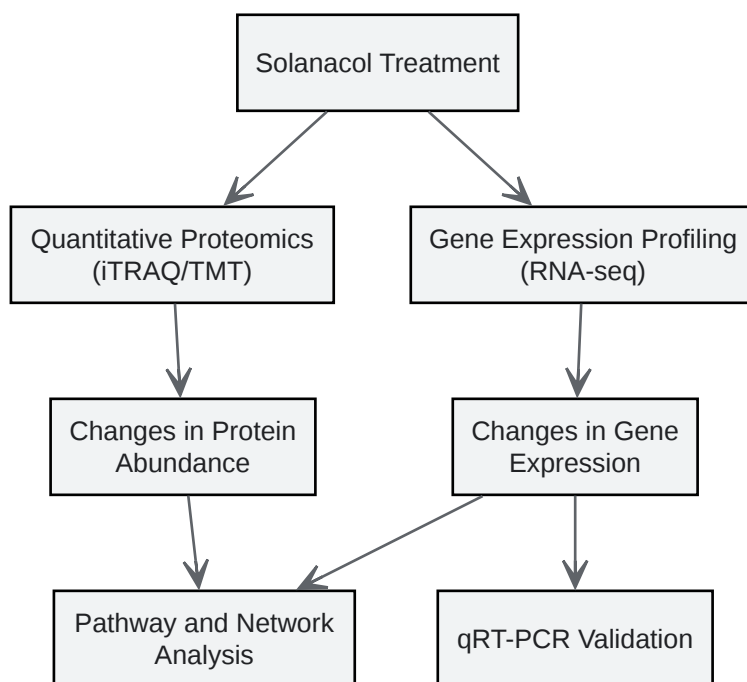 Solanacol Treatment
Quantitative Proteomics
(iTRAQ/TMT)
Gene Expression Profiling
(RNA-seq)
Changes in Protein
Abundance
Changes in Gene
Expression
Pathway and Network
Analysis
qRT-PCR Validation